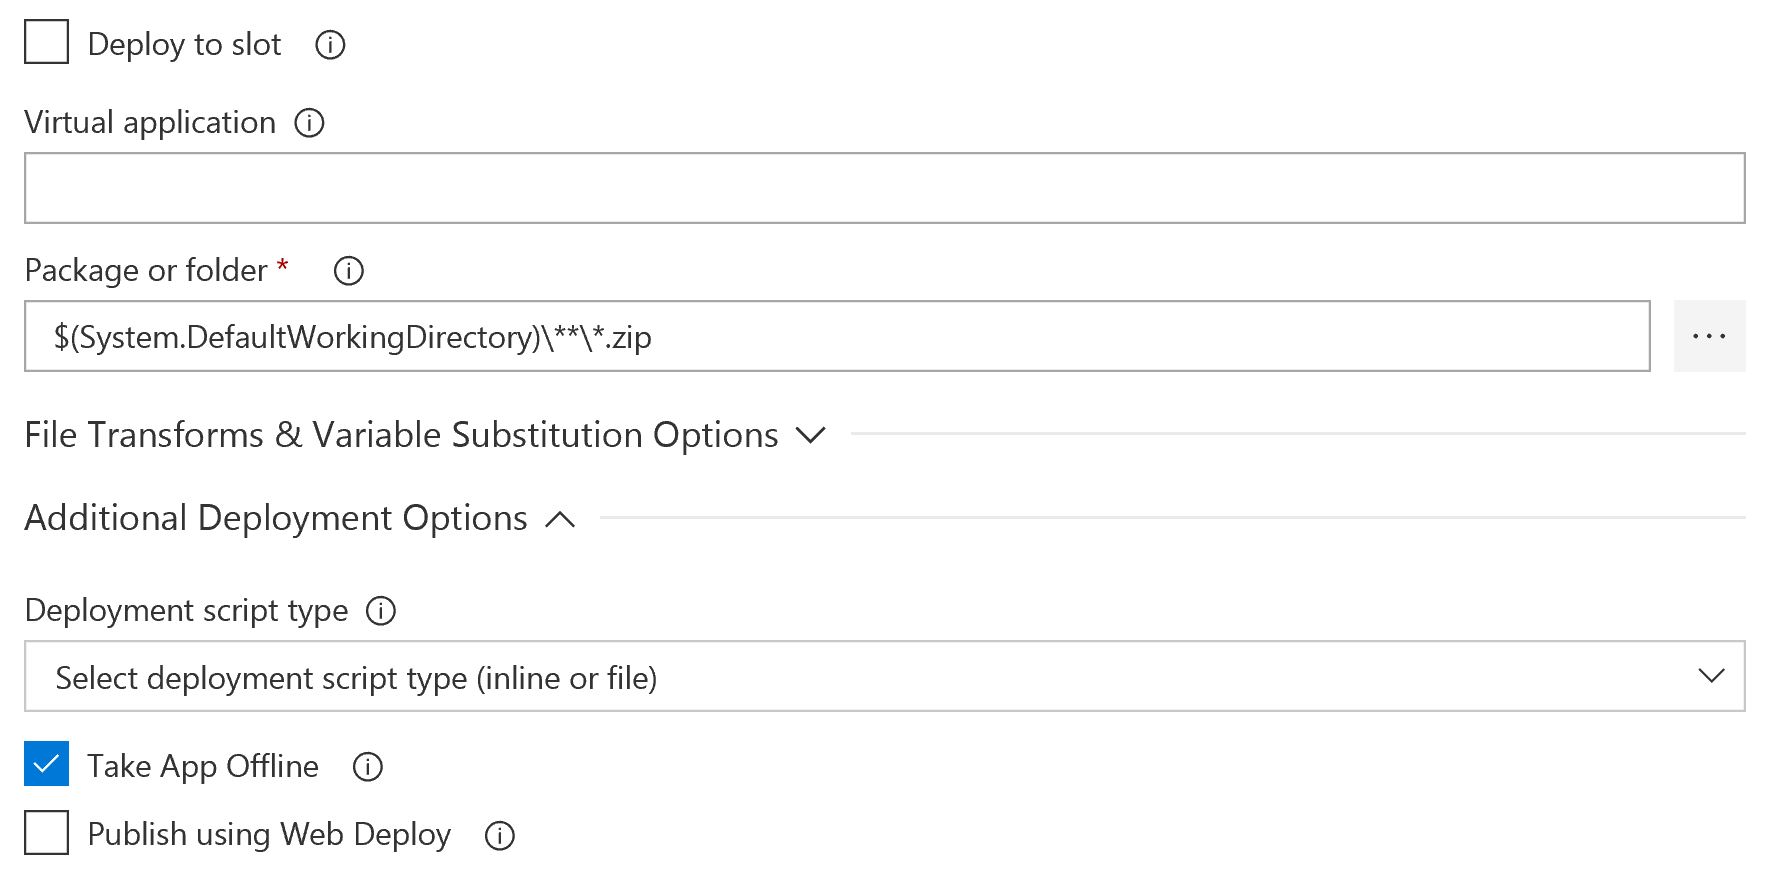 Deploy to slot
Virtual application
Package or folder *
$(System.DefaultWorkingDirectory)\**\*.zip
...
File Transforms & Variable Substitution Options
Additional Deployment Options
Deployment script type
Select deployment script type (inline or file)
Take App Offline
Publish using Web Deploy